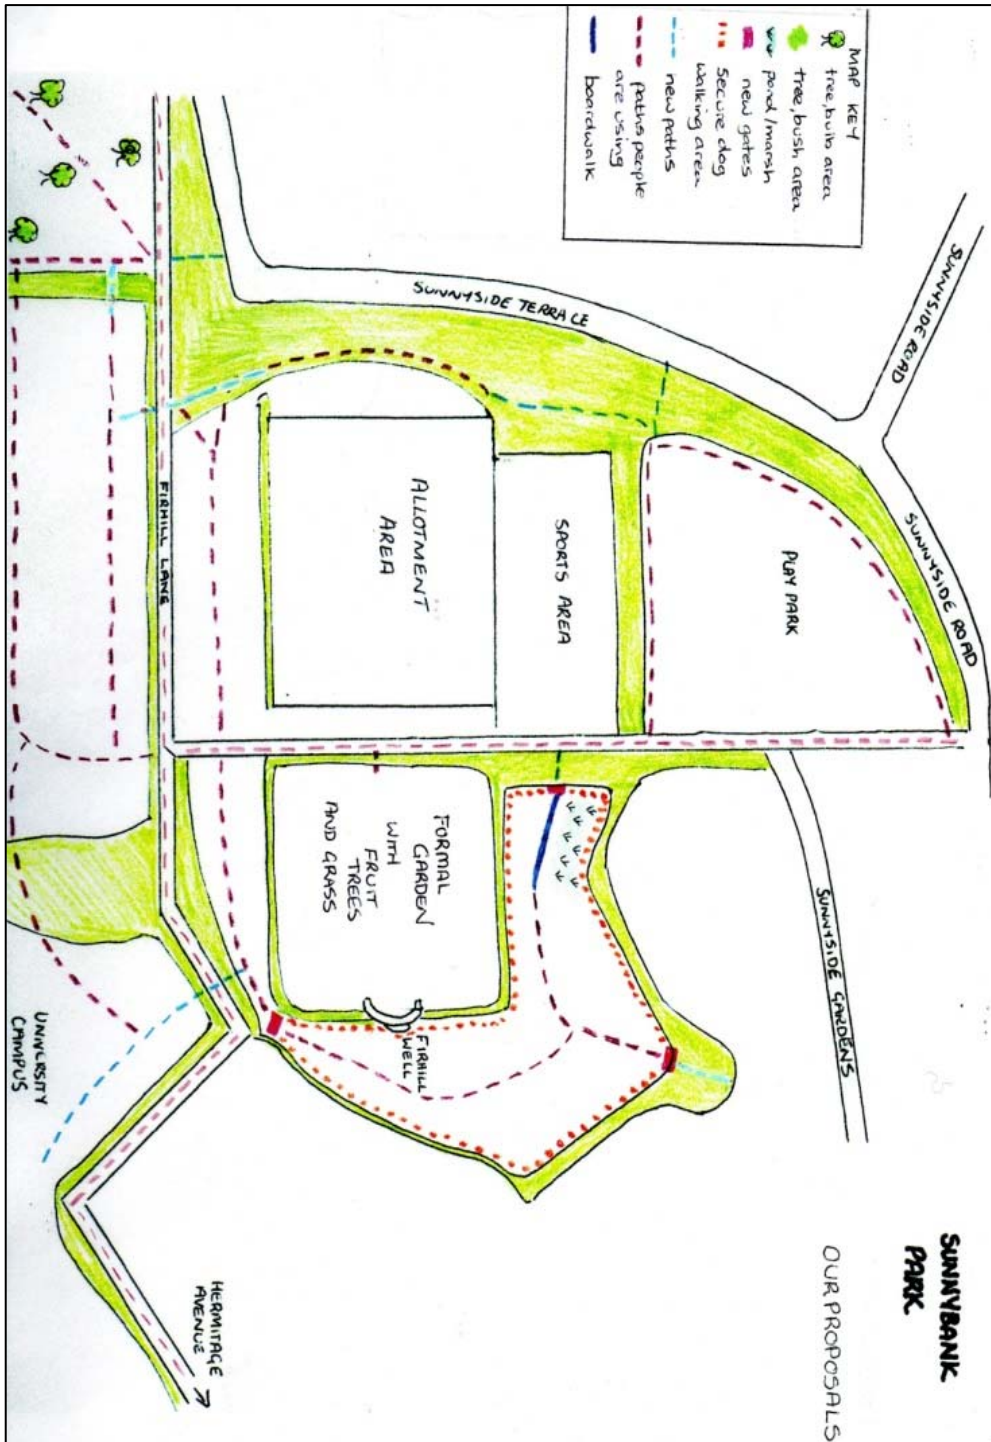 SUNNYBANK
PARK
OUR PROPOSALS
MAP KEY
tree, bulb area
tree, bush area
pond/marsh
new gates
secure dog
walking area
new paths
paths people
are using
boardwalk
SUNNYSIDE ROAD
SUNNYSIDE TERRACE
SUNNYSIDE ROAD
PLAY PARK
SPORTS AREA
ALLOTMENT
AREA
FIRHILL LANE
SUNNYSIDE GARDENS
FORMAL
GARDEN
WITH
FRUIT
TREES
AND GRASS
FIRHILL
WELL
UNIVERSITY
CAMPUS
HERMITAGE
AVENUE